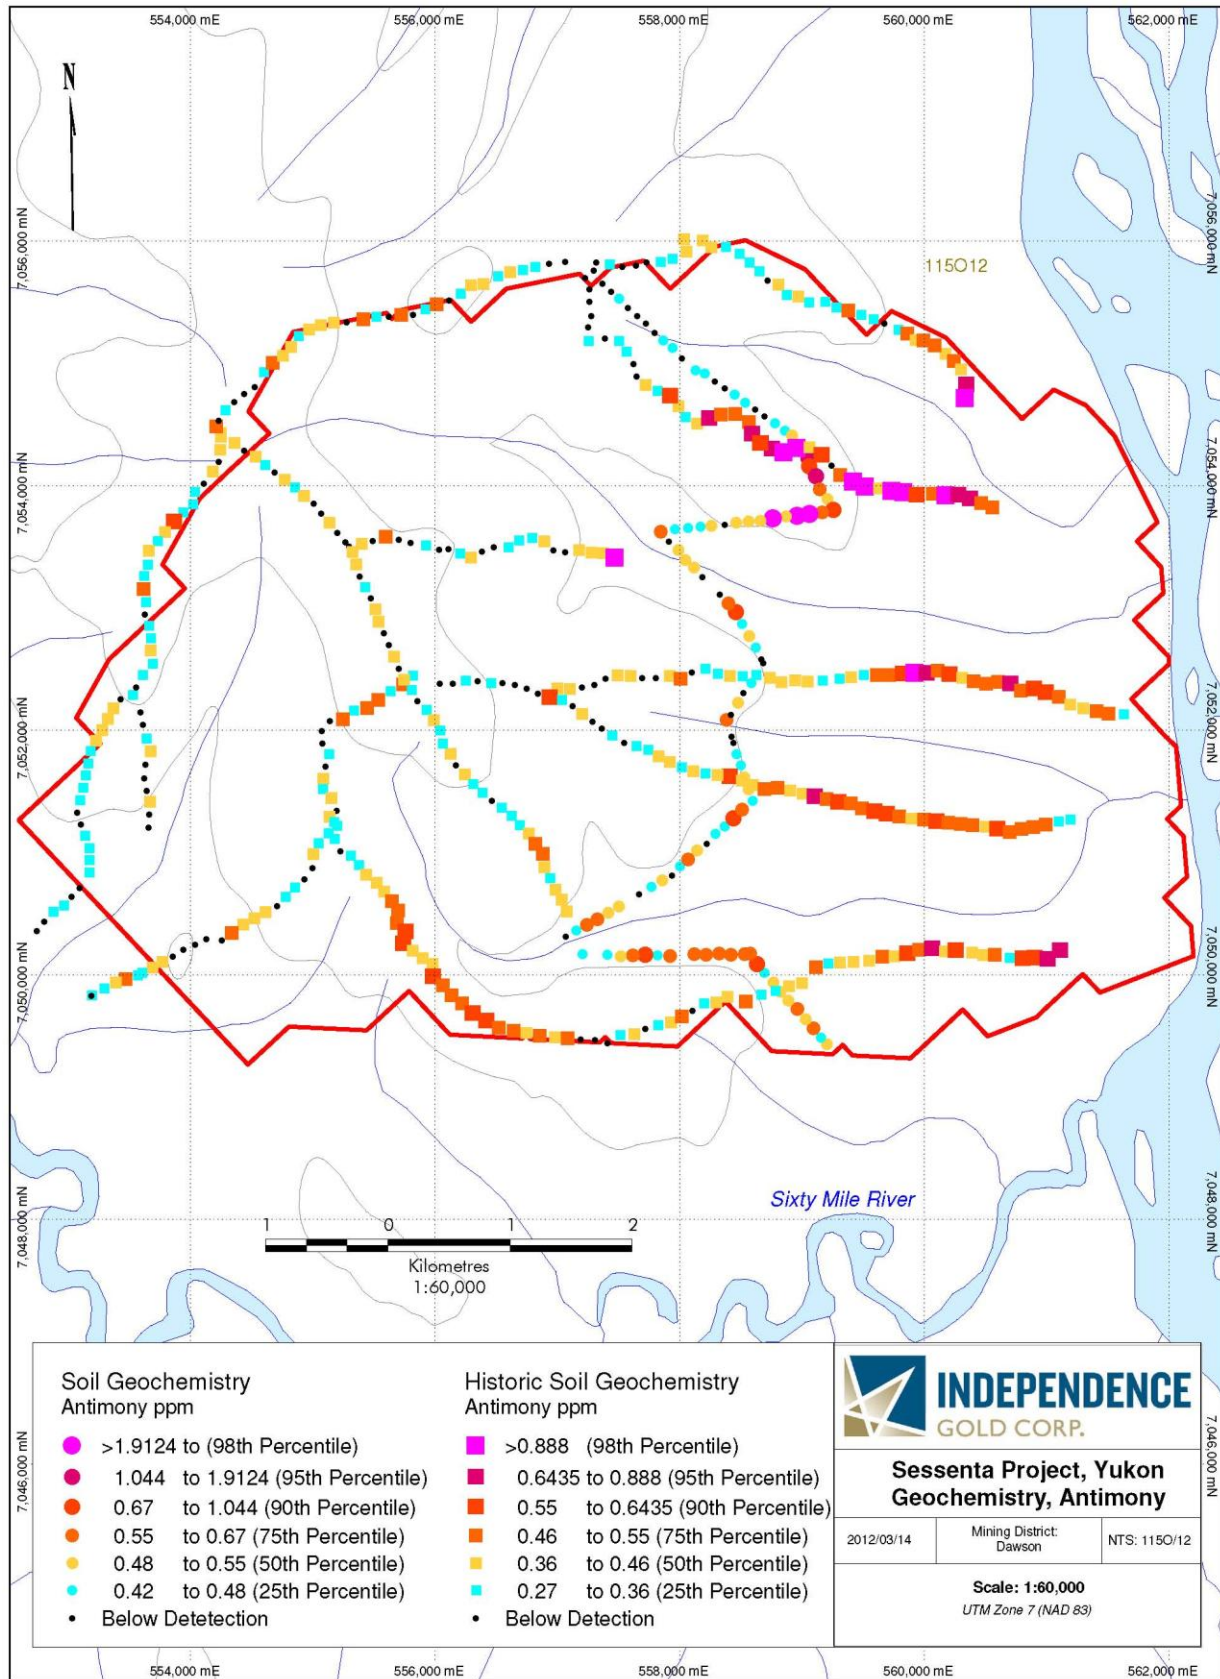 554,000 mE
556,000 mE
558,000 mE
560,000 mE
562,000 mE
N
7,056,000 mN
7,056,000 mN
115O12
7,054,000 mN
7,054,000 mN
7,052,000 mN
7,052,000 mN
7,050,000 mN
7,050,000 mN
Sixty Mile River
7,048,000 mN
7,048,000 mN
1 0 1 2
Kilometres
1:60,000
Soil Geochemistry
Antimony ppm
>1.9124 to (98th Percentile)
1.044 to 1.9124 (95th Percentile)
0.67 to 1.044 (90th Percentile)
0.55 to 0.67 (75th Percentile)
0.48 to 0.55 (50th Percentile)
0.42 to 0.48 (25th Percentile)
Below Detetection
Historic Soil Geochemistry
Antimony ppm
>0.888 (98th Percentile)
0.6435 to 0.888 (95th Percentile)
0.55 to 0.6435 (90th Percentile)
0.46 to 0.55 (75th Percentile)
0.36 to 0.46 (50th Percentile)
0.27 to 0.36 (25th Percentile)
Below Detection
INDEPENDENCE
GOLD CORP.
Sessenta Project, Yukon
Geochemistry, Antimony
2012/03/14
Mining District:
Dawson
NTS: 115O/12
Scale: 1:60,000
UTM Zone 7 (NAD 83)
7,046,000 mN
7,046,000 mN
554,000 mE
556,000 mE
558,000 mE
560,000 mE
562,000 mE